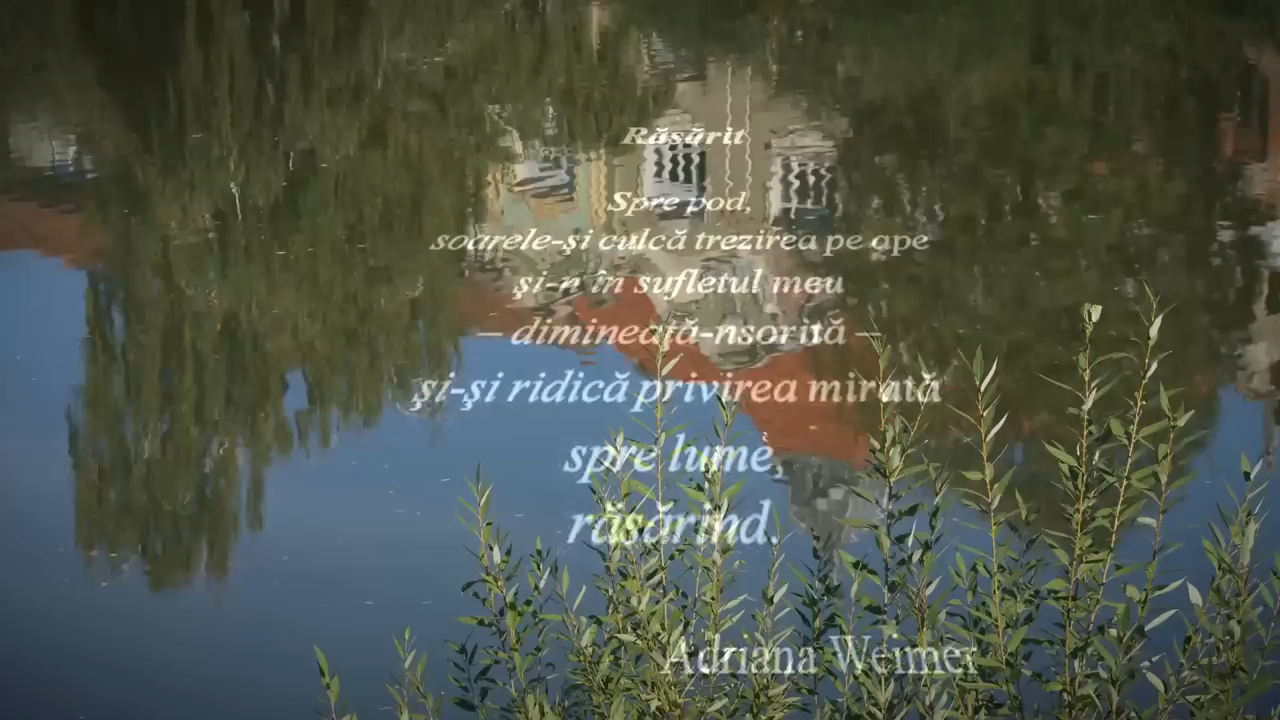 Răsărit
Spre pod,
soarele-şi culcă trezirea pe ape
şi-n în sufletul meu
– dimineaţă-nsorită –
şi-şi ridică privirea mirată
spre lume,
răsărind.
Adriana Weimer